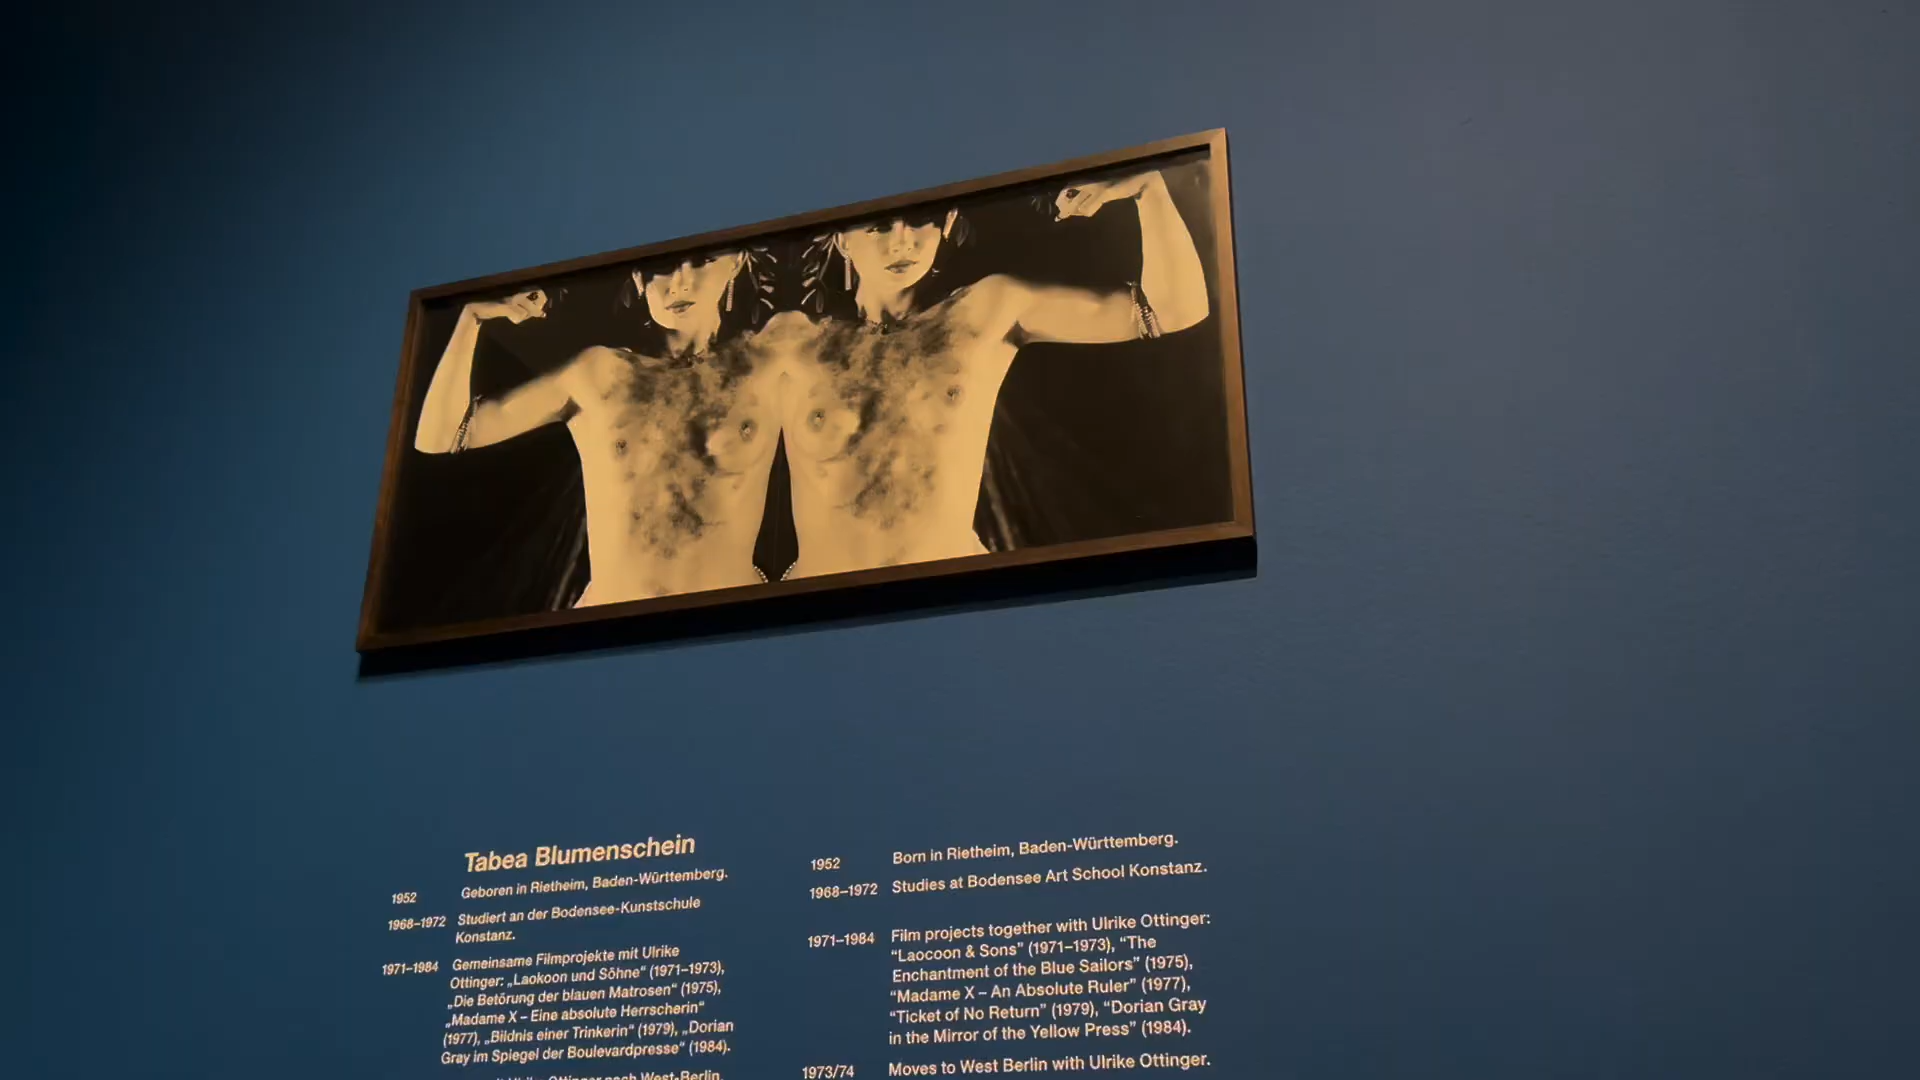 Tabea Blumenschein
1952 Geboren in Rietheim, Baden-Württemberg.
1968–1972 Studiert an der Bodensee-Kunstschule
Konstanz.
1971–1984 Gemeinsame Filmprojekte mit Ulrike
Ottinger: „Laokoon und Söhne“ (1971–1973),
„Die Betörung der blauen Matrosen“ (1975),
„Madame X – Eine absolute Herrscherin“
(1977), „Bildnis einer Trinkerin“ (1979), „Dorian
Gray im Spiegel der Boulevardpresse“ (1984).
Ulrike Ottinger nach West-Berlin.
1952 Born in Rietheim, Baden-Württemberg.
1968–1972 Studies at Bodensee Art School Konstanz.
1971–1984 Film projects together with Ulrike Ottinger:
“Laocoon & Sons” (1971–1973), “The
Enchantment of the Blue Sailors” (1975),
“Madame X – An Absolute Ruler” (1977),
“Ticket of No Return” (1979), “Dorian Gray
in the Mirror of the Yellow Press” (1984).
1973/74 Moves to West Berlin with Ulrike Ottinger.